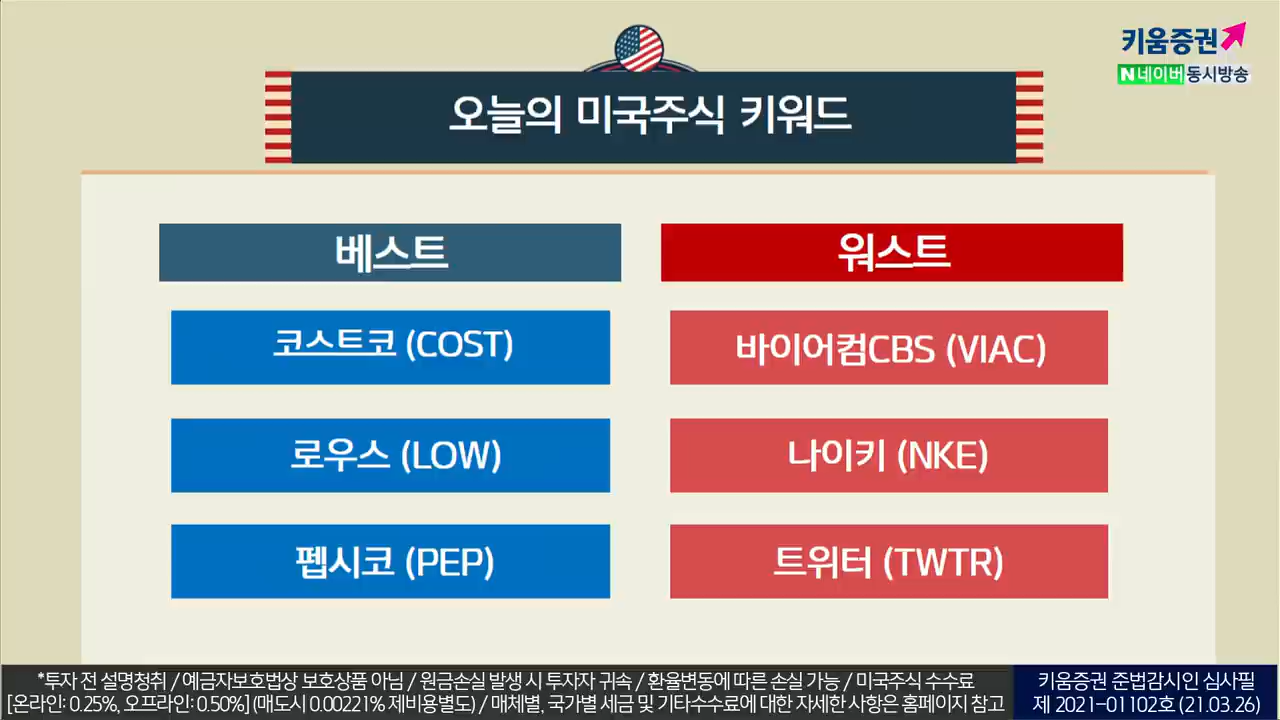 키움증권
N네이버 동시방송
오늘의 미국주식 키워드
베스트
워스트
코스트코 (COST)
바이어컴CBS (VIAC)
로우스 (LOW)
나이키 (NKE)
펩시코 (PEP)
트위터 (TWTR)
*투자 전 설명청취 / 예금자보호법상 보호상품 아님 / 원금손실 발생 시 투자자 귀속 / 환율변동에 따른 손실 가능 / 미국주식 수수료
[온라인: 0.25%, 오프라인: 0.50%] (매도시 0.00221% 제비용별도) / 매체별, 국가별 세금 및 기타수수료에 대한 자세한 사항은 홈페이지 참고
키움증권 준법감시인 심사필
제 2021-01102호 (21.03.26)